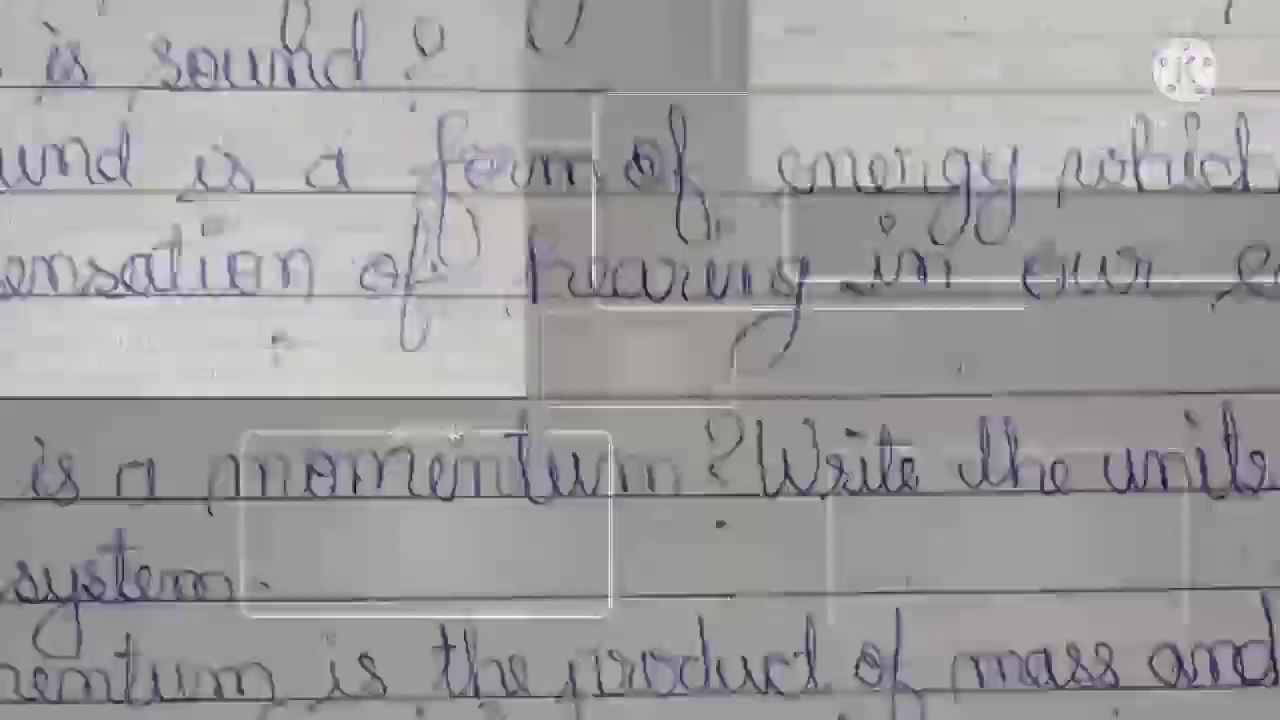 is sound?
und is a form of energy which
ensation of hearing in our e
is a momentum? Write the units
system.
mentum is the product of mass and